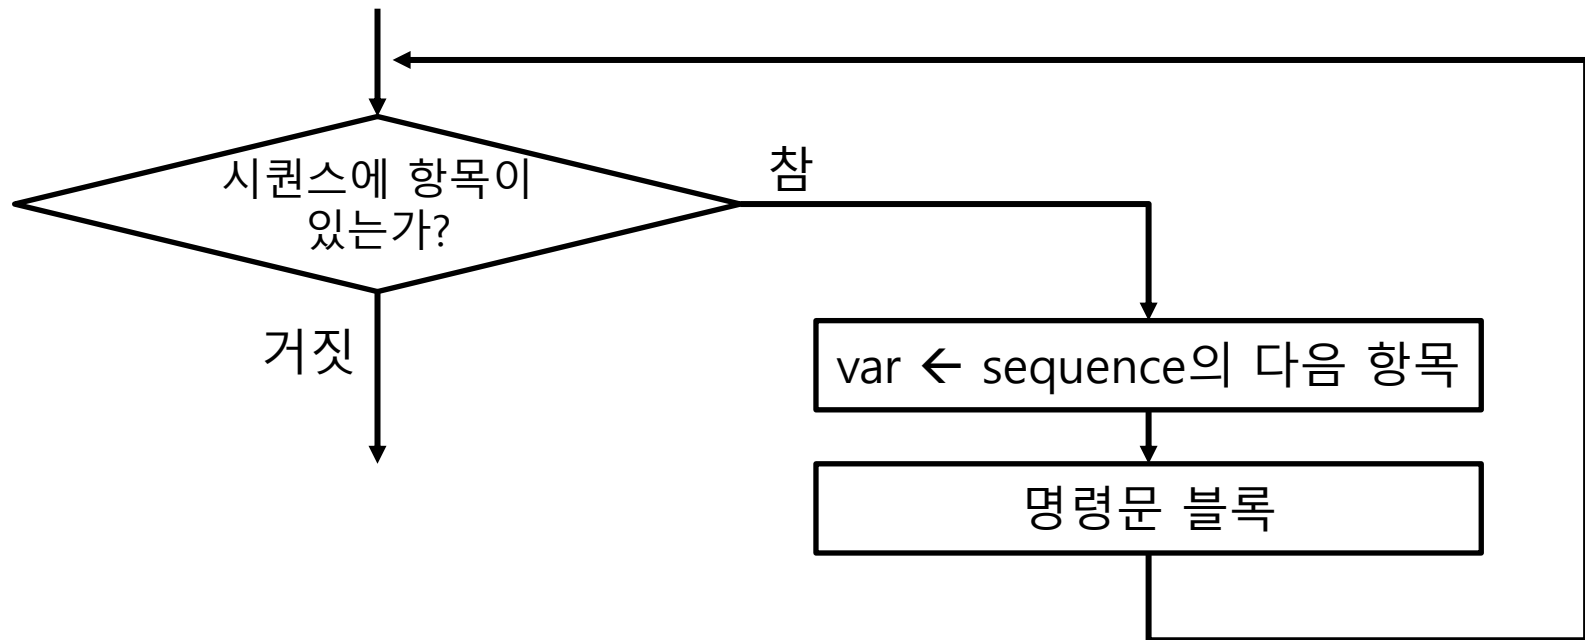 시퀀스에 항목이
있는가?
참
거짓
var ← sequence의 다음 항목
명령문 블록